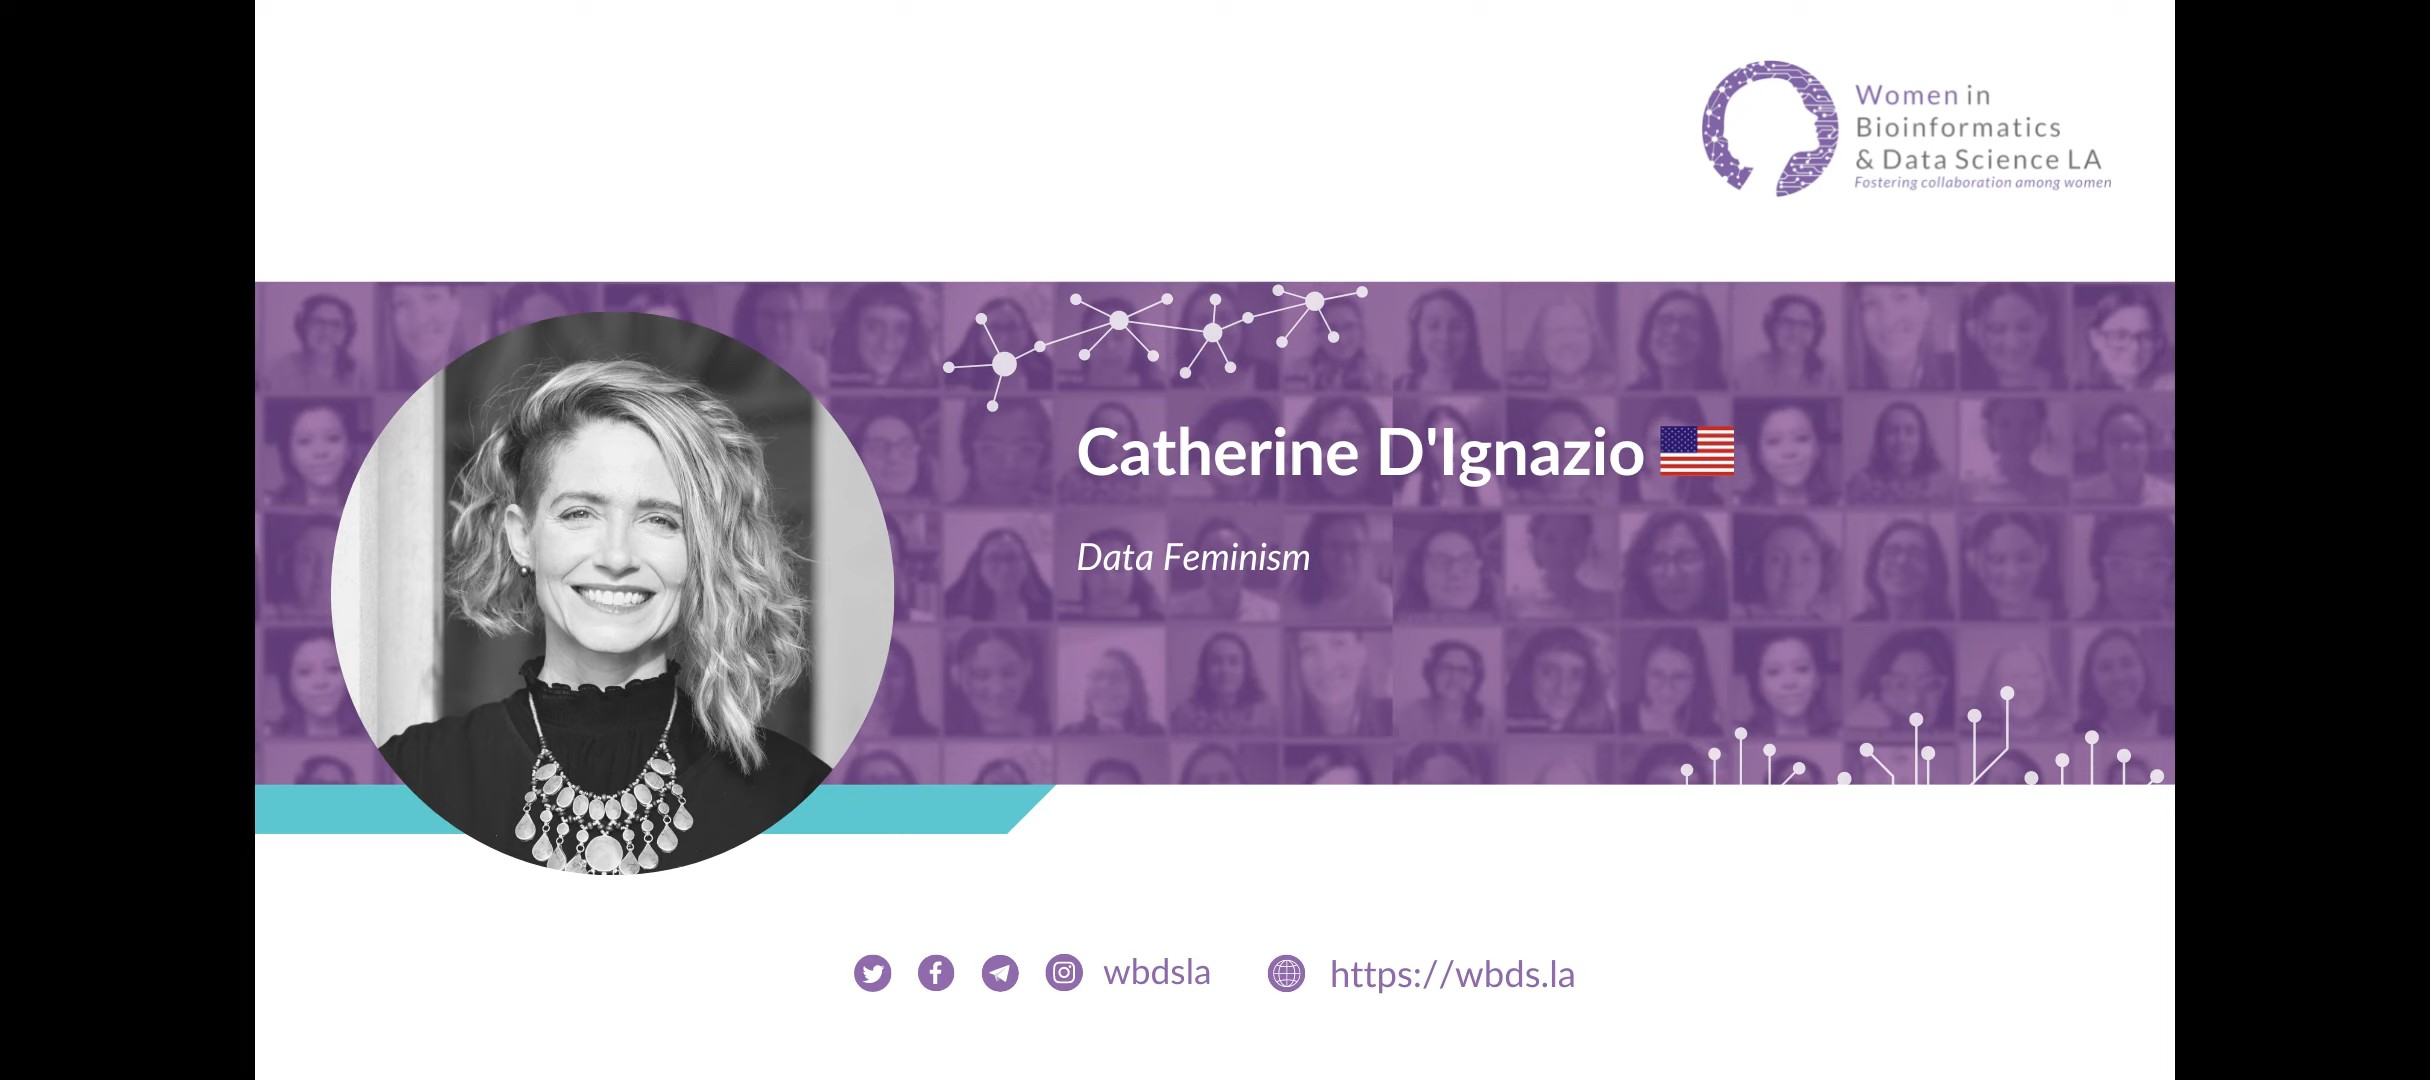 Women in
Bioinformatics
& Data Science LA
Fostering collaboration among women
Catherine D'Ignazio
Data Feminism
wbdsla
https://wbds.la